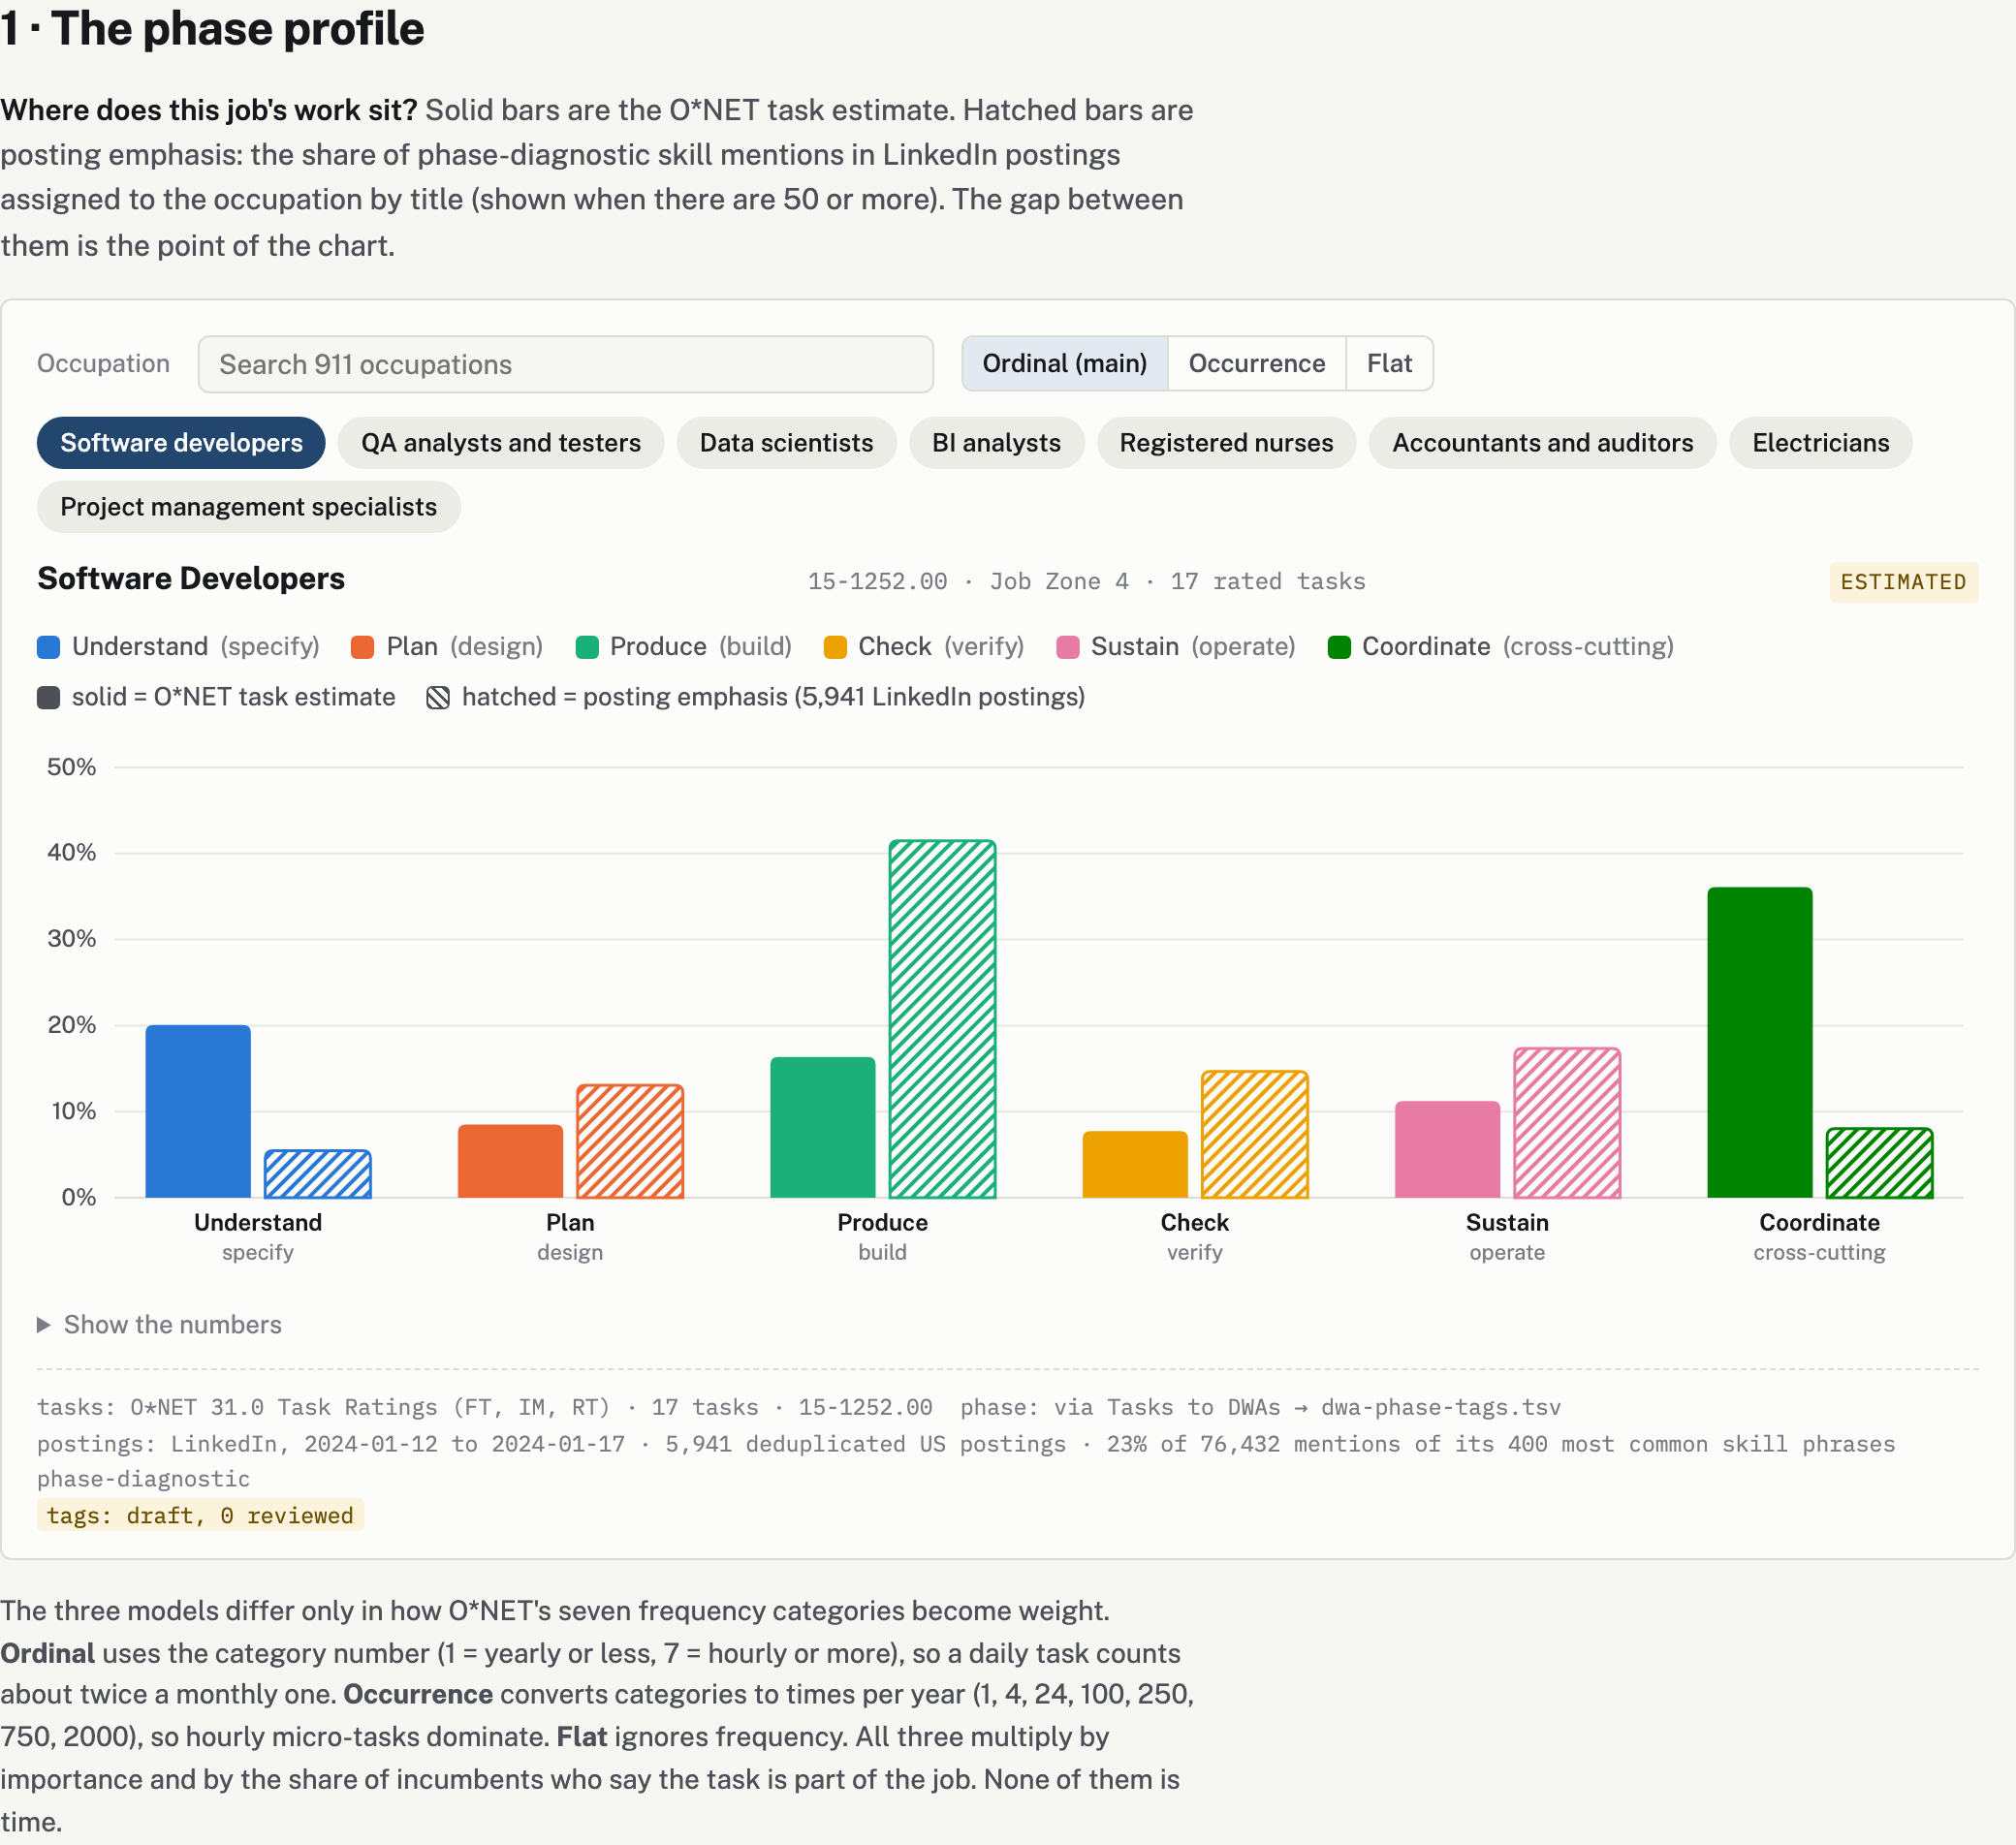 1 · The phase profile
Where does this job's work sit? Solid bars are the O*NET task estimate. Hatched bars are
posting emphasis: the share of phase-diagnostic skill mentions in LinkedIn postings
assigned to the occupation by title (shown when there are 50 or more). The gap between
them is the point of the chart.
Occupation Search 911 occupations Ordinal (main) Occurrence Flat
Software developers QA analysts and testers Data scientists BI analysts Registered nurses Accountants and auditors Electricians
Project management specialists
Software Developers 15-1252.00 · Job Zone 4 · 17 rated tasks ESTIMATED
Understand (specify) Plan (design) Produce (build) Check (verify) Sustain (operate) Coordinate (cross-cutting)
solid = O*NET task estimate hatched = posting emphasis (5,941 LinkedIn postings)
50%
40%
30%
20%
10%
0%
Understand Plan Produce Check Sustain Coordinate
specify design build verify operate cross-cutting
▶ Show the numbers
tasks: O*NET 31.0 Task Ratings (FT, IM, RT) · 17 tasks · 15-1252.00 phase: via Tasks to DWAs → dwa-phase-tags.tsv
postings: LinkedIn, 2024-01-12 to 2024-01-17 · 5,941 deduplicated US postings · 23% of 76,432 mentions of its 400 most common skill phrases
phase-diagnostic
tags: draft, 0 reviewed
The three models differ only in how O*NET's seven frequency categories become weight.
Ordinal uses the category number (1 = yearly or less, 7 = hourly or more), so a daily task counts
about twice a monthly one. Occurrence converts categories to times per year (1, 4, 24, 100, 250,
750, 2000), so hourly micro-tasks dominate. Flat ignores frequency. All three multiply by
importance and by the share of incumbents who say the task is part of the job. None of them is
time.